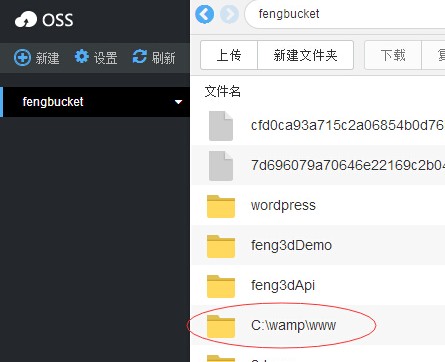 OSS
新建 设置 刷新
fengbucket
fengbucket
上传 新建文件夹 下载
文件名
cfd0ca93a715c2a06854b0d76
7d696079a70646e22169c2b04
wordpress
feng3dDemo
feng3dApi
C:\wamp\www